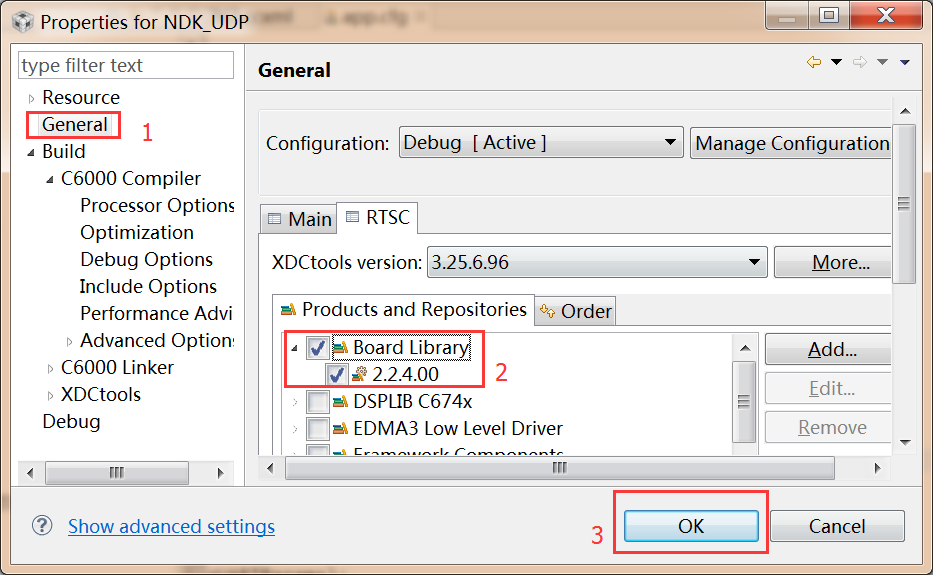 Properties for NDK_UDP
type filter text
Resource
General
1
Build
C6000 Compiler
Processor Options
Optimization
Debug Options
Include Options
Performance Advi
Advanced Options
C6000 Linker
XDCtools
Debug
General
Configuration:
Debug [ Active ]
Manage Configuration
Main
RTSC
XDCtools version:
3.25.6.96
More...
Products and Repositories
Order
Board Library
2.2.4.00
2
DSPLIB C674x
EDMA3 Low Level Driver
Framework Components
Add...
Edit...
Remove
Show advanced settings
3
OK
Cancel